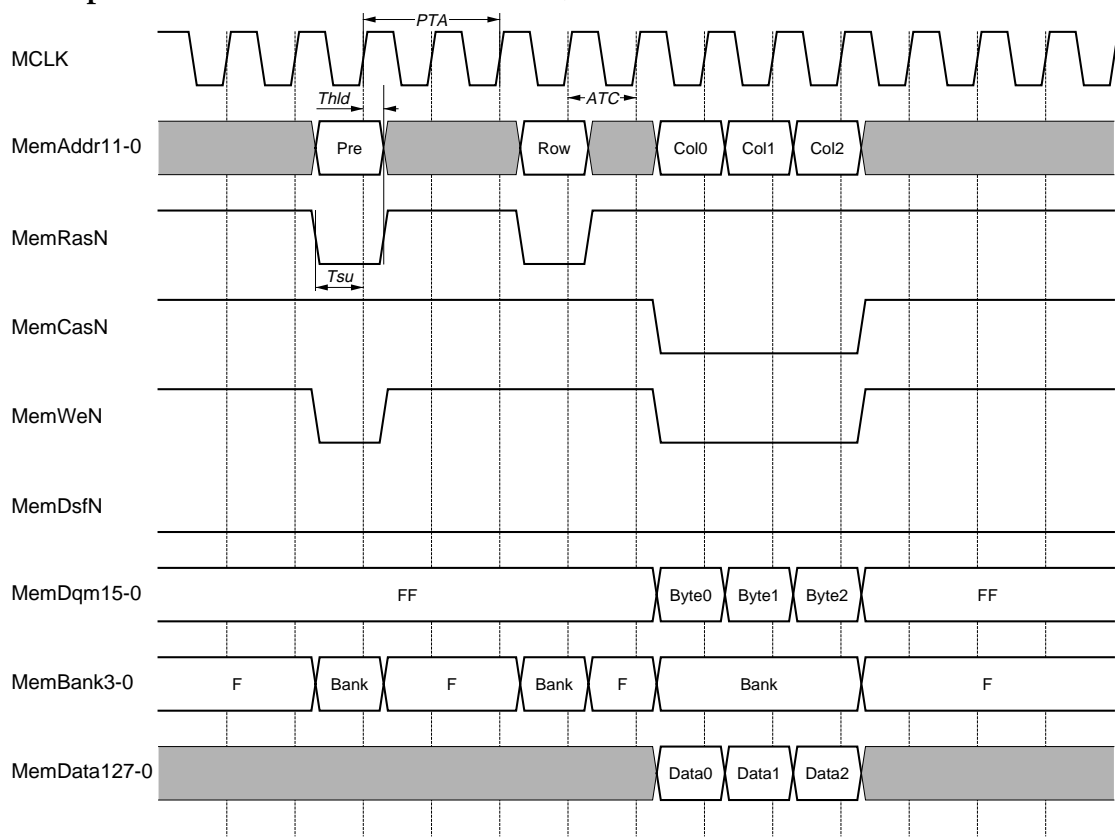 PTA
MCLK
Thld
ATC
MemAddr11-0
Pre
Row
Col0
Col1
Col2
MemRasN
Tsu
MemCasN
MemWeN
MemDsfN
MemDqm15-0
FF
Byte0
Byte1
Byte2
FF
MemBank3-0
F
Bank
F
Bank
F
Bank
F
MemData127-0
Data0
Data1
Data2